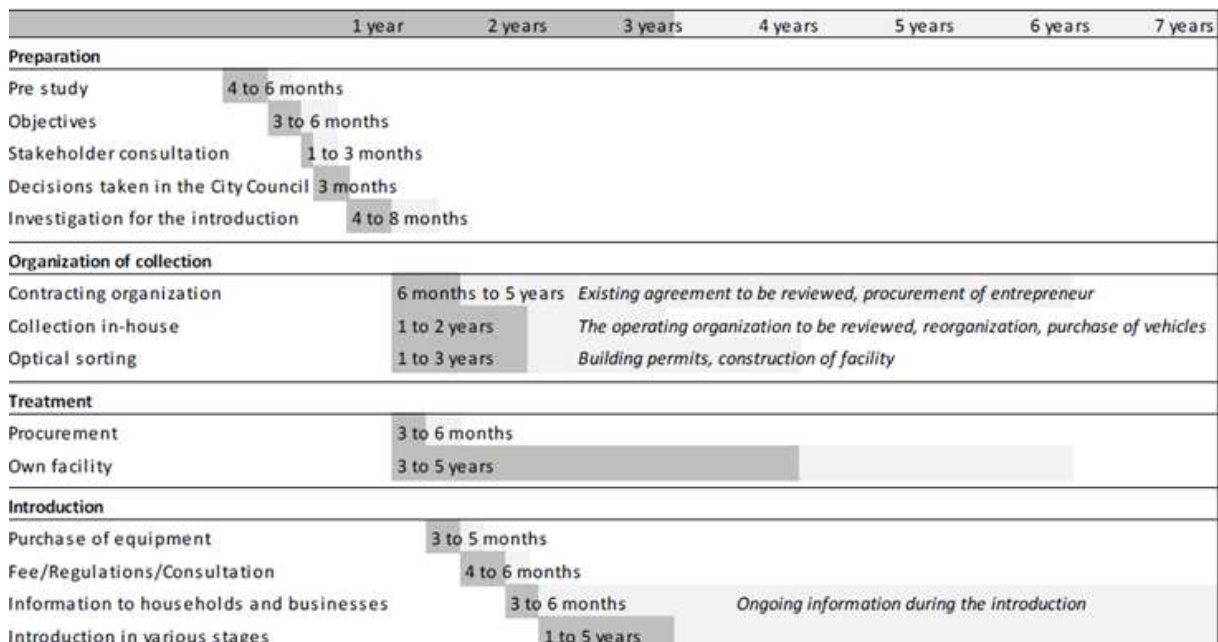 1 year 2 years 3 years 4 years 5 years 6 years 7 years
Preparation
Pre study 4 to 6 months
Objectives 3 to 6 months
Stakeholder consultation 1 to 3 months
Decisions taken in the City Council 3 months
Investigation for the introduction 4 to 8 months
Organization of collection
Contracting organization 6 months to 5 years Existing agreement to be reviewed, procurement of entrepreneur
Collection in-house 1 to 2 years The operating organization to be reviewed, reorganization, purchase of vehicles
Optical sorting 1 to 3 years Building permits, construction of facility
Treatment
Procurement 3 to 6 months
Own facility 3 to 5 years
Introduction
Purchase of equipment 3 to 5 months
Fee/Regulations/Consultation 4 to 6 months
Information to households and businesses 3 to 6 months Ongoing information during the introduction
Introduction in various stages 1 to 5 years